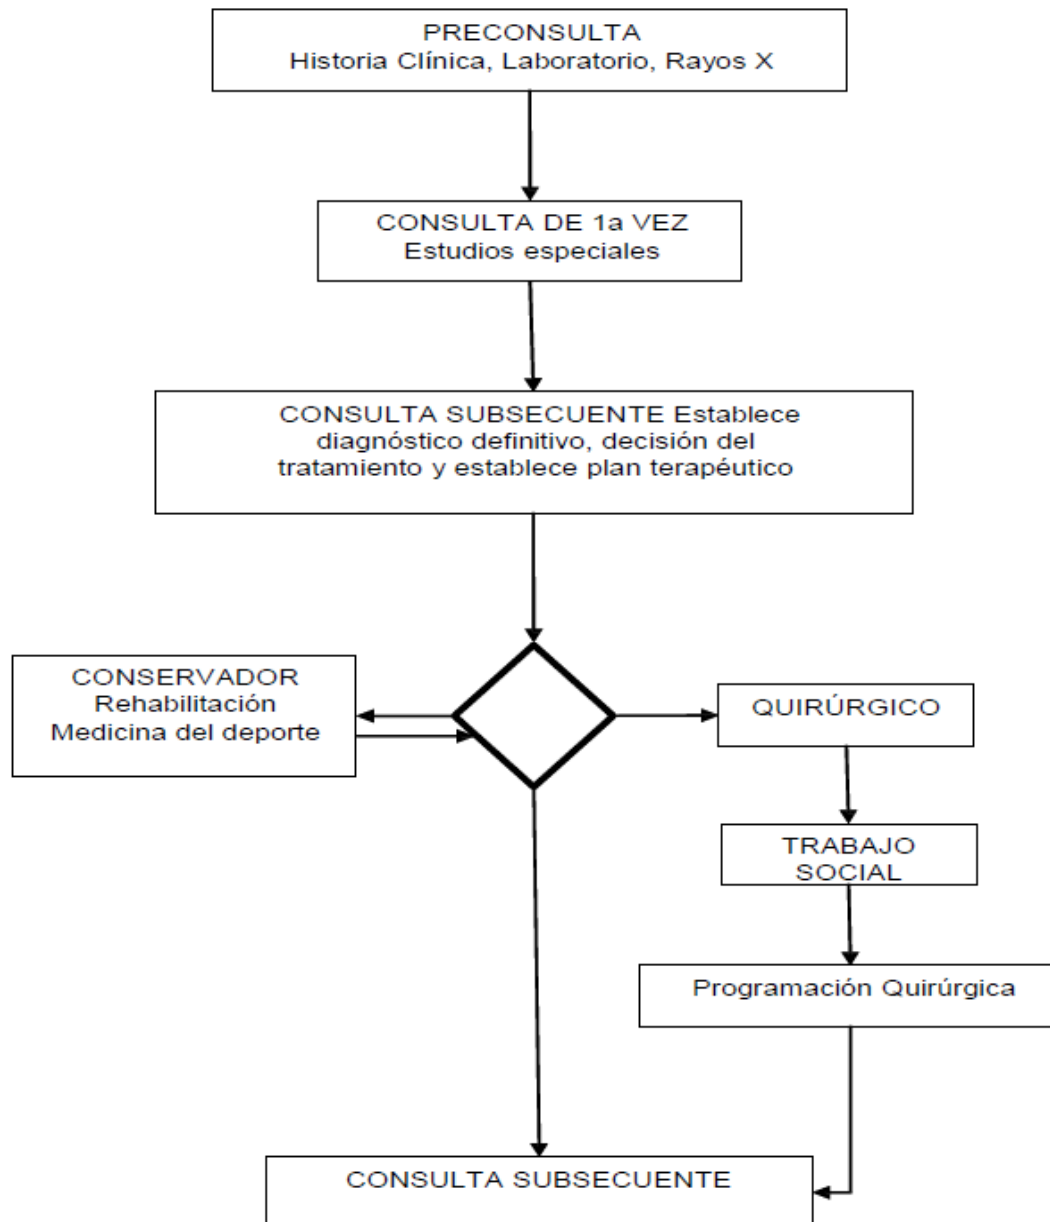 PRECONSULTA
Historia Clínica, Laboratorio, Rayos X
CONSULTA DE 1a VEZ
Estudios especiales
CONSULTA SUBSECUENTE Establece
diagnóstico definitivo, decisión del
tratamiento y establece plan terapéutico
CONSERVADOR
Rehabilitación
Medicina del deporte
QUIRÚRGICO
TRABAJO
SOCIAL
Programación Quirúrgica
CONSULTA SUBSECUENTE